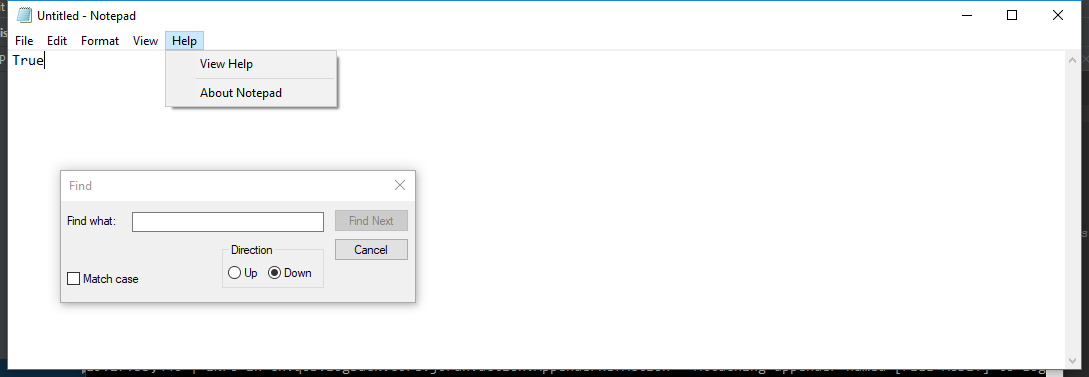 Untitled - Notepad
File Edit Format View Help
True
View Help
About Notepad
Find
Find what:
Find Next
Cancel
Direction
Up Down
Match case